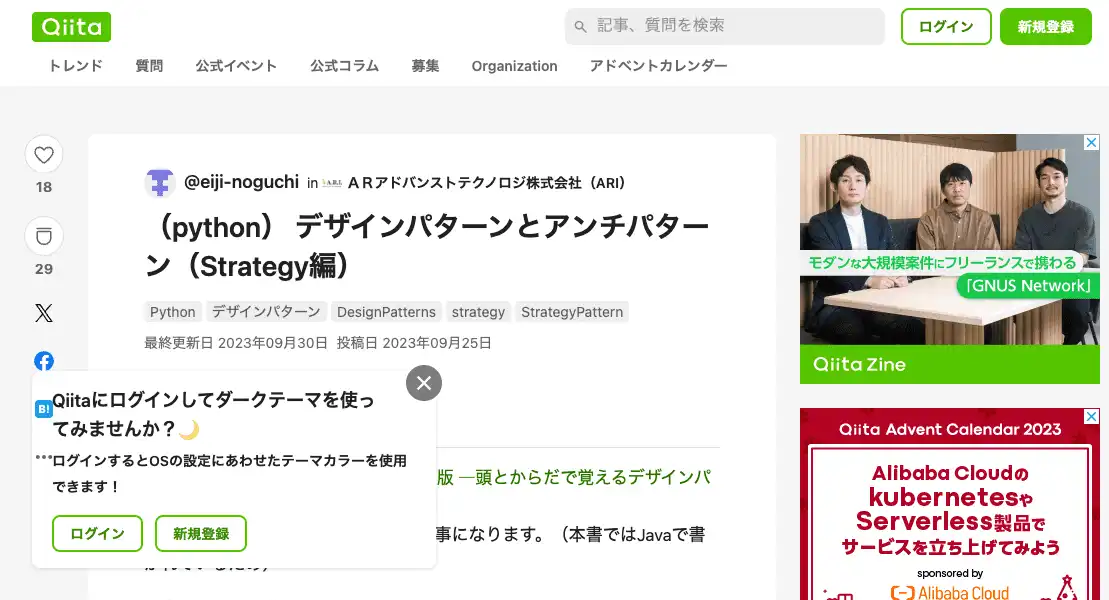 Qiita
記事、質問を検索
ログイン
新規登録
トレンド
質問
公式イベント
公式コラム
募集
Organization
アドベントカレンダー
18
29
@eiji-noguchi in ARアドバンストテクノロジ株式会社（ARI）
（python） デザインパターンとアンチパター
ン（Strategy編）
Python
デザインパターン
DesignPatterns
strategy
StrategyPattern
最終更新日 2023年09月30日 投稿日 2023年09月25日
B!
Qiitaにログインしてダークテーマを使っ
てみませんか？🌙
ログインするとOSの設定にあわせたテーマカラーを使用
できます！
ログイン
新規登録
版 ―頭とからだで覚えるデザインパ
事になります。（本書ではJavaで書
モダンな大規模案件にフリーランスで携わる
「GNUS Network」
Qiita Zine
Qiita Advent Calendar 2023
Alibaba Cloudの
kubernetesや
Serverless製品で
サービスを立ち上げてみよう
sponsored by
Alibaba Cloud